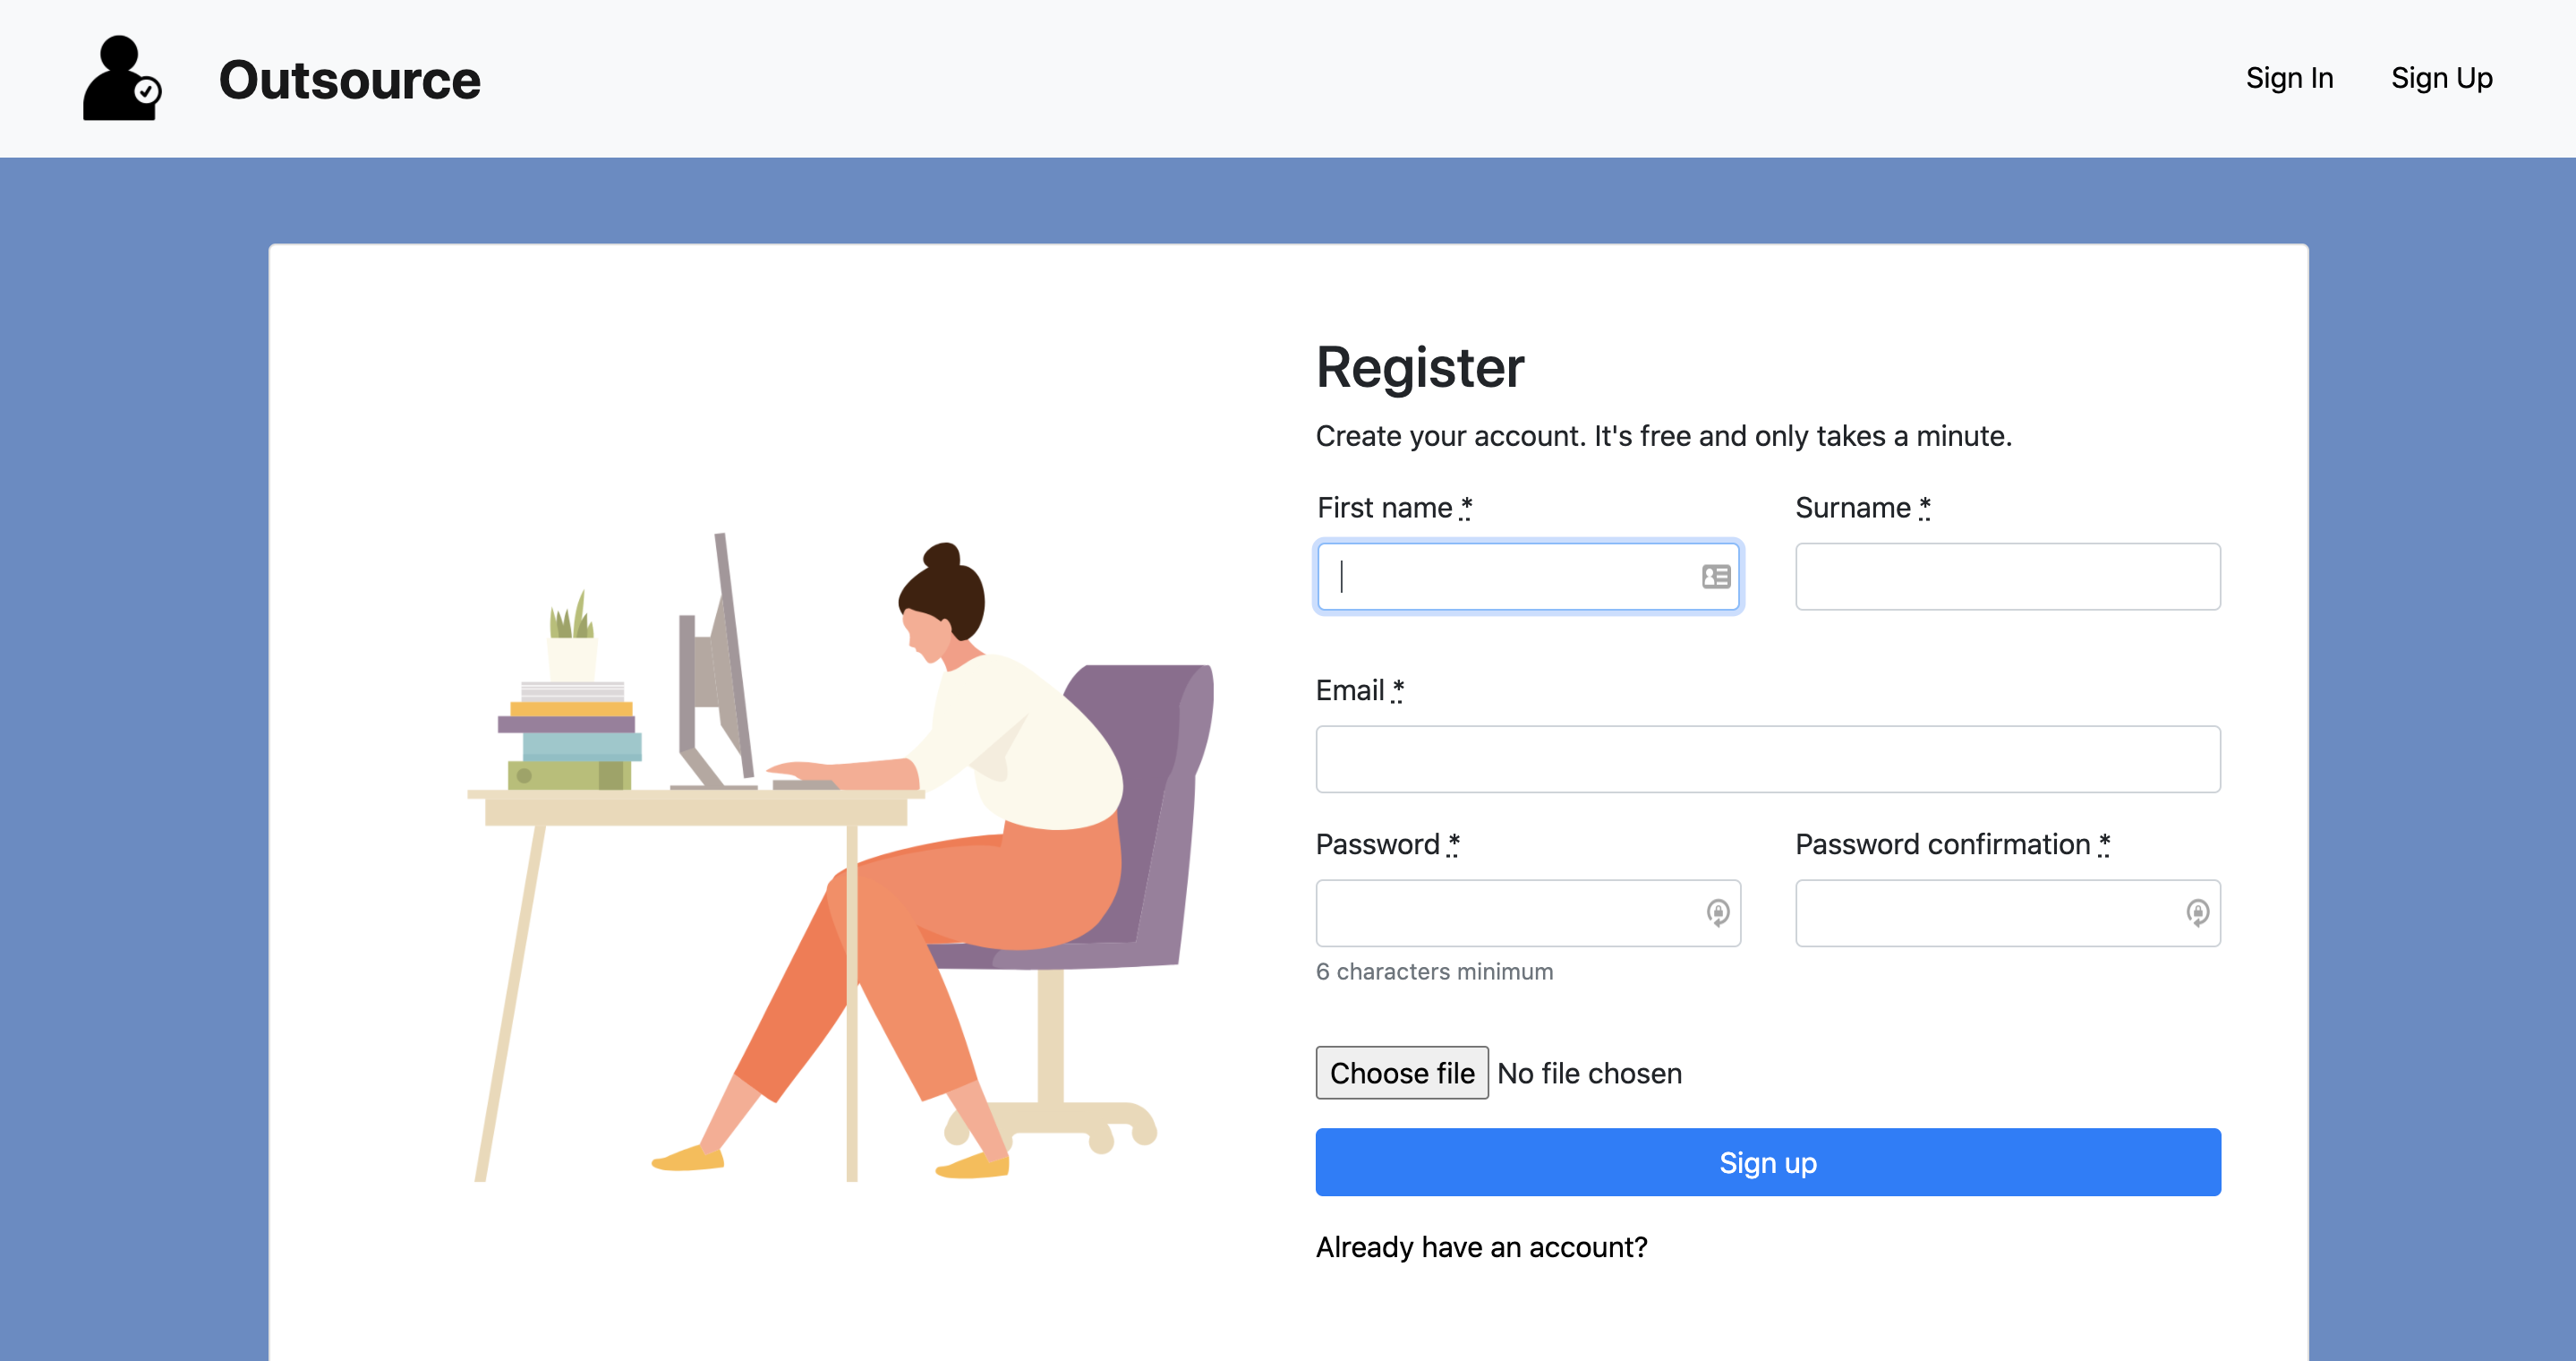 Outsource
Sign In
Sign Up
Register
Create your account. It's free and only takes a minute.
First name *
Surname *
Email *
Password *
Password confirmation *
6 characters minimum
Choose file No file chosen
Sign up
Already have an account?